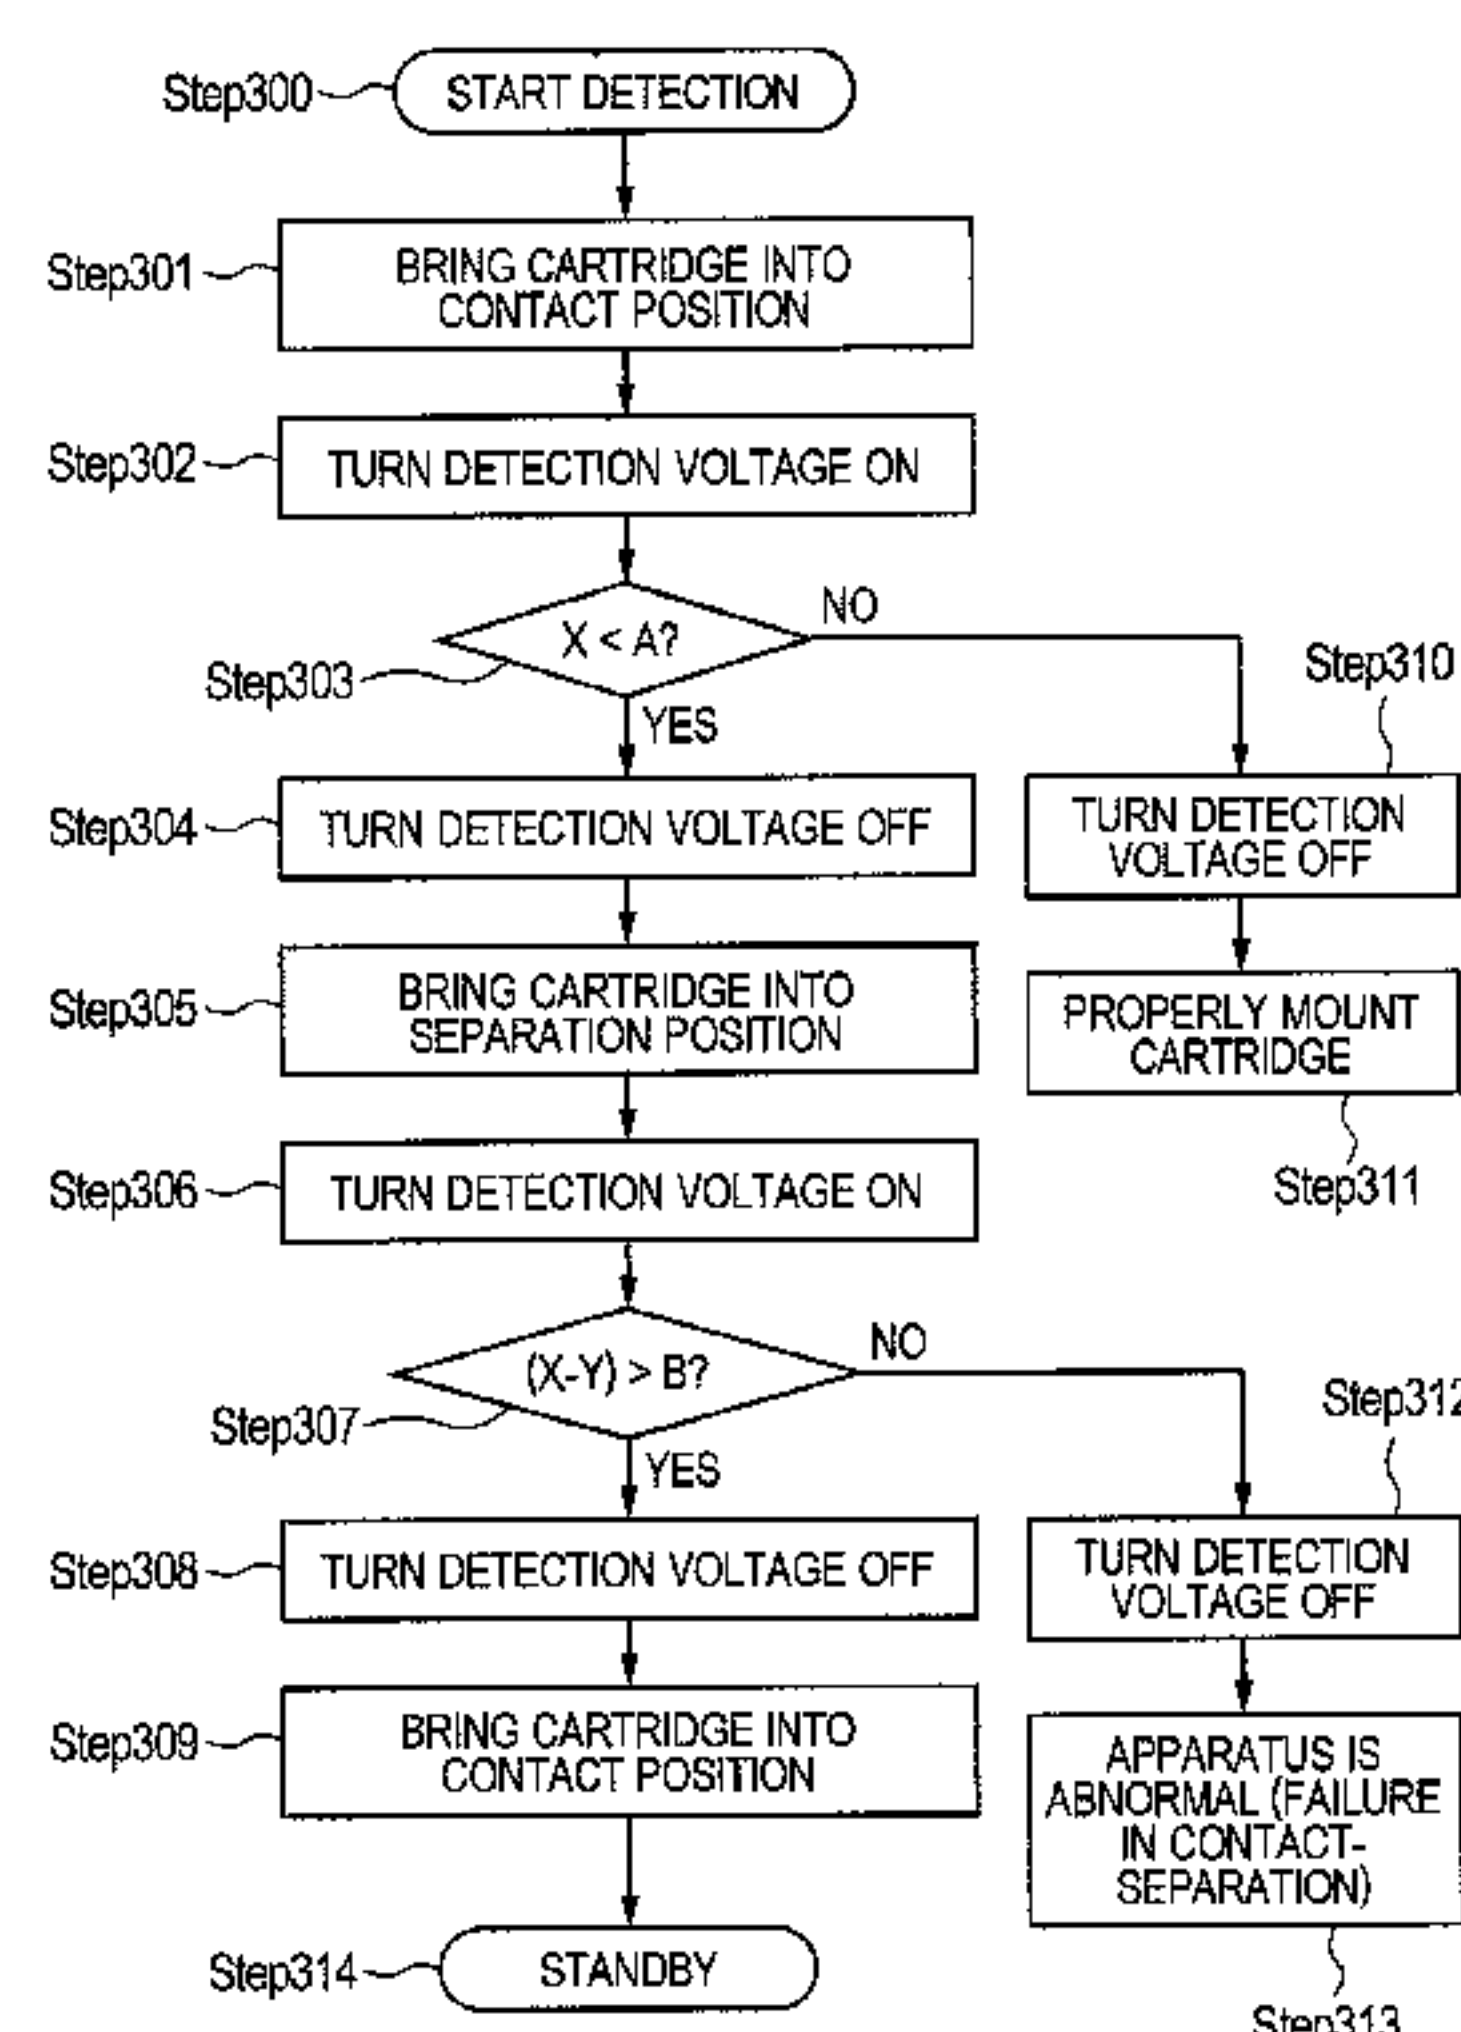 Step300
START DETECTION
Step301
BRING CARTRIDGE INTO
CONTACT POSITION
Step302
TURN DETECTION VOLTAGE ON
X < A?
NO
Step303
YES
Step310
Step304
TURN DETECTION VOLTAGE OFF
TURN DETECTION
VOLTAGE OFF
Step305
BRING CARTRIDGE INTO
SEPARATION POSITION
PROPERLY MOUNT
CARTRIDGE
Step311
Step306
TURN DETECTION VOLTAGE ON
(X-Y) > B?
NO
Step307
YES
Step312
Step308
TURN DETECTION VOLTAGE OFF
TURN DETECTION
VOLTAGE OFF
Step309
BRING CARTRIDGE INTO
CONTACT POSITION
APPARATUS IS
ABNORMAL (FAILURE
IN CONTACT-
SEPARATION)
Step313
Step314
STANDBY